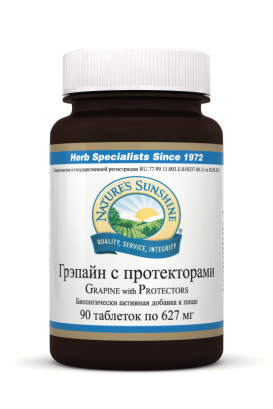 Herb Specialists Since 1972
NATURE'S SUNSHINE
QUALITY, SERVICE, INTEGRITY
Грэпайн с протекторами
GRAPINE with PROTECTORS
Биологически активная добавка к пище
90 таблеток по 627 мг